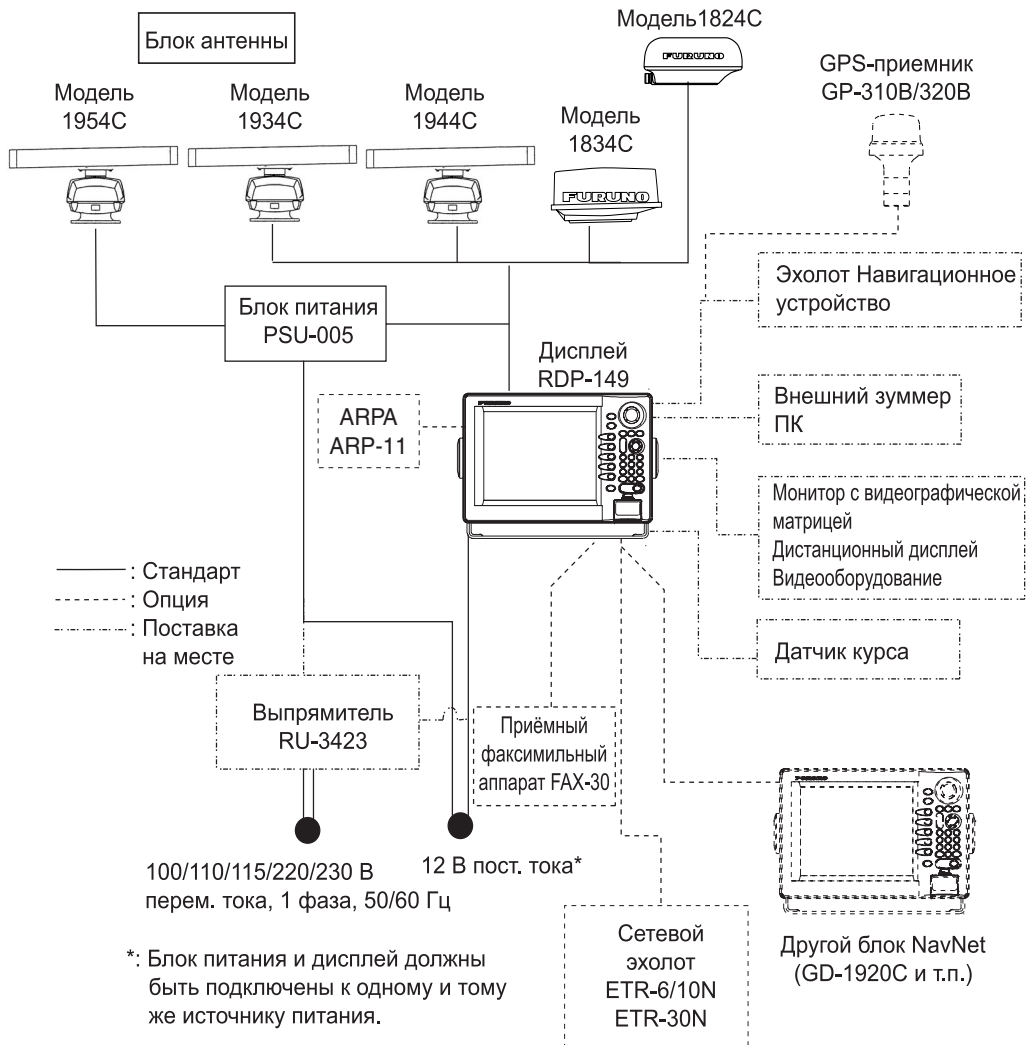 Блок антенны
Модель1824C
FURUNO
GPS-приемник
GP-310B/320B
Модель
1954C
Модель
1934C
Модель
1944C
Модель
1834C
FURUNO
Эхолот Навигационное
устройство
Блок питания
PSU-005
Дисплей
RDP-149
FURUNO
ARPA
ARP-11
Внешний зуммер
ПК
Монитор с видеографической
матрицей
Дистанционный дисплей
Видеооборудование
: Стандарт
: Опция
: Поставка
на месте
Датчик курса
Выпрямитель
RU-3423
Приёмный
факсимильный
аппарат FAX-30
FURUNO
100/110/115/220/230 В
перем. тока, 1 фаза, 50/60 Гц
12 В пост. тока*
*: Блок питания и дисплей должны
быть подключены к одному и тому
же источнику питания.
Сетевой
эхолот
ETR-6/10N
ETR-30N
Другой блок NavNet
(GD-1920C и т.п.)